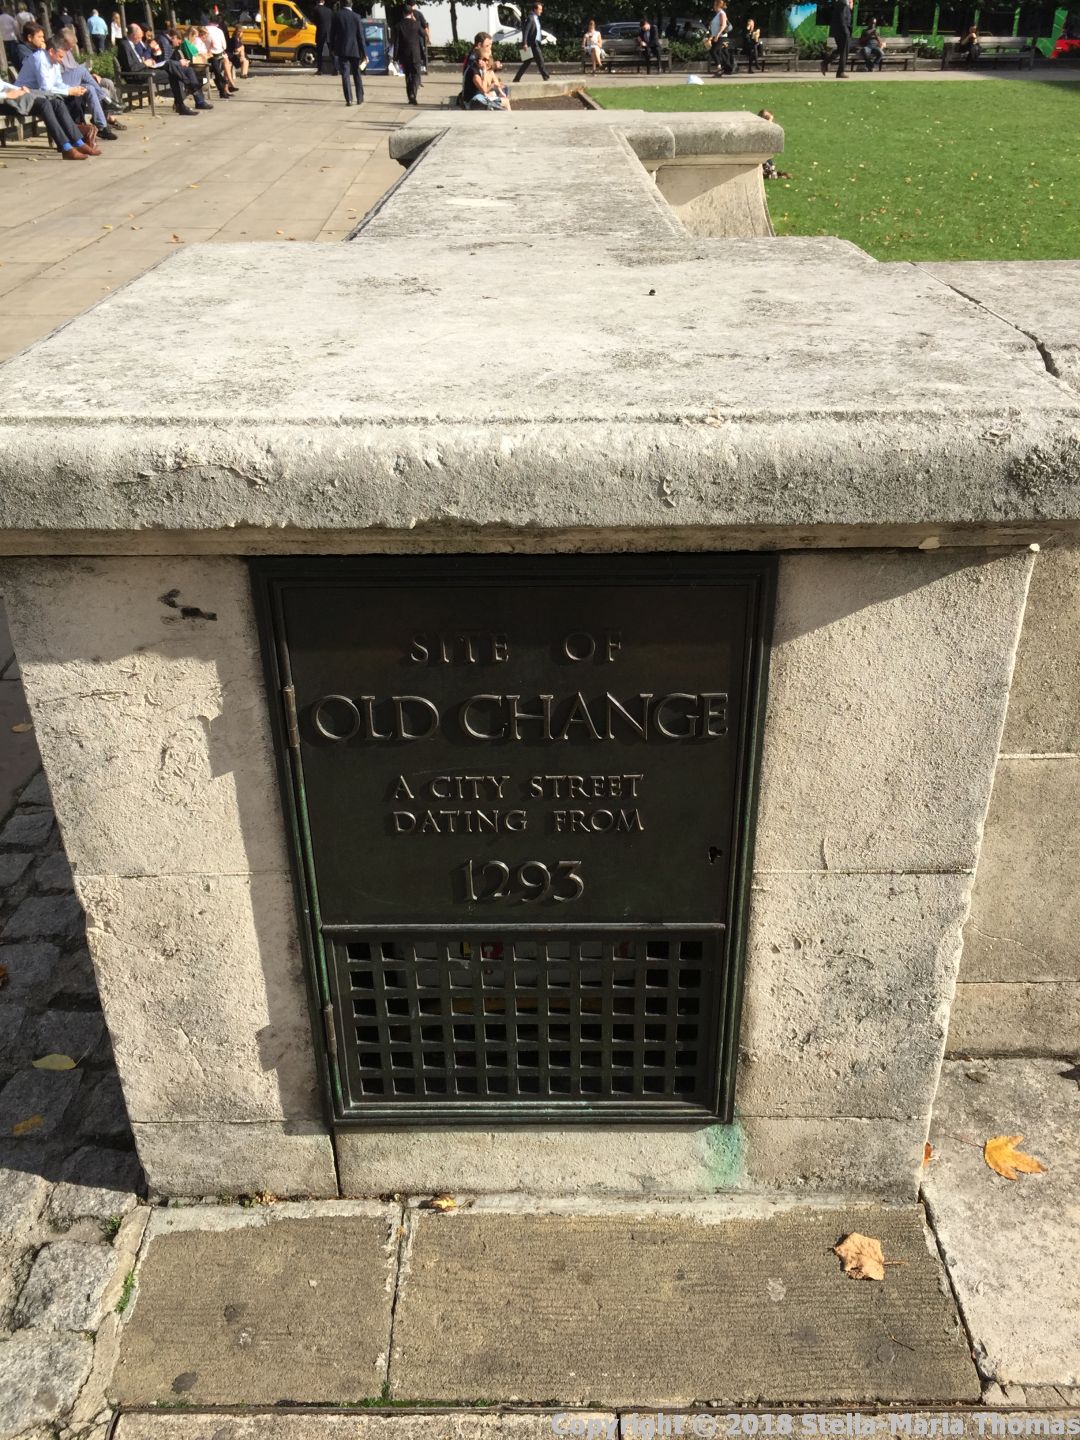 SITE OF
OLD CHANGE
A CITY STREET
DATING FROM
1293
Copyright © 2018 Stella-Maria Thomas